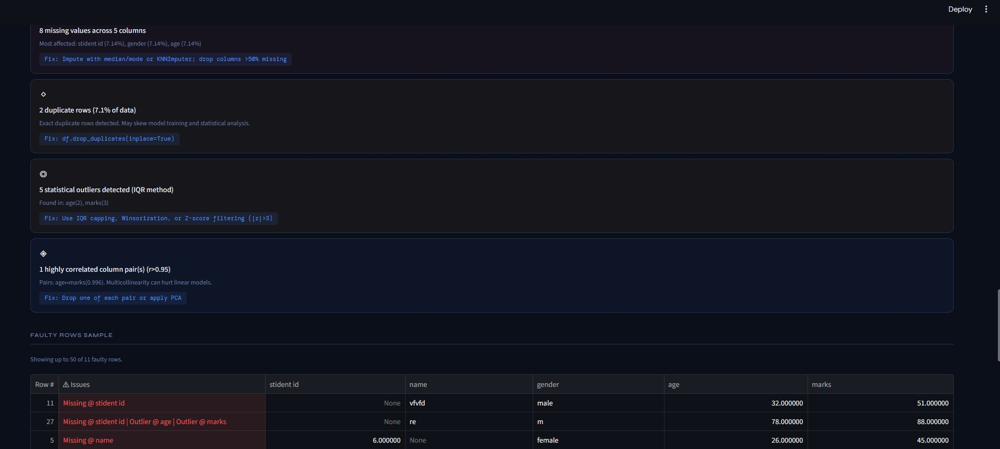 Deploy
8 missing values across 5 columns
Most affected: stident id (7.14%), gender (7.14%), age (7.14%)
Fix: Impute with median/mode or KNNImputer; drop columns >50% missing
2 duplicate rows (7.1% of data)
Exact duplicate rows detected. May skew model training and statistical analysis.
Fix: df.drop_duplicates(inplace=True)
5 statistical outliers detected (IQR method)
Found in: age(2), marks(3)
Fix: Use IQR capping, Winsorization, or Z-score filtering (|z|>3)
1 highly correlated column pair(s) (r>0.95)
Pairs: age↔marks(0.996). Multicollinearity can hurt linear models.
Fix: Drop one of each pair or apply PCA
FAULTY ROWS SAMPLE
Showing up to 50 of 11 faulty rows.
Row # ⚠ Issues stident id name gender age marks
11 Missing @ stident id None vfvfd male 32.000000 51.000000
27 Missing @ stident id | Outlier @ age | Outlier @ marks None re m 78.000000 88.000000
5 Missing @ name 6.000000 None female 26.000000 45.000000